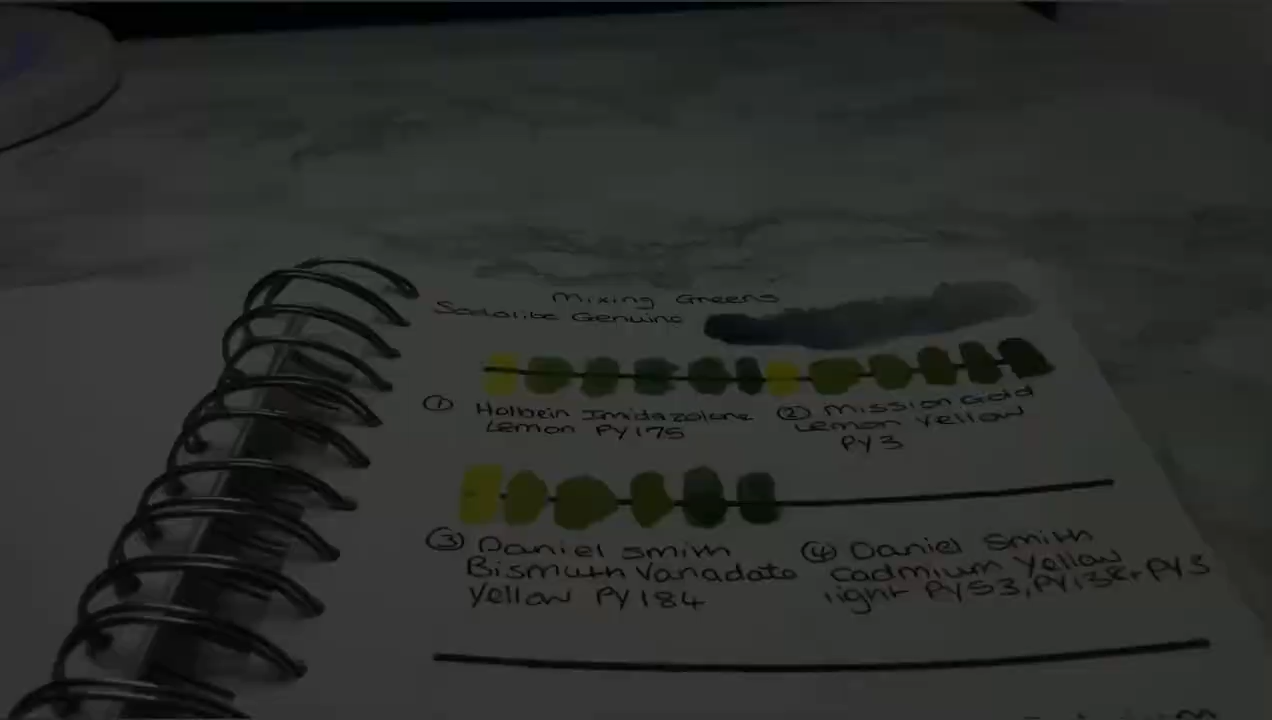 Mixing Greens
Sodalite Genuine
① Holbein Imidazolone
Lemon PY175
② Mission Gold
Lemon Yellow
PY3
③ Daniel Smith
Bismuth Vanadate
Yellow PY184
④ Daniel Smith
Cadmium Yellow
light PY53, PY138+PY3